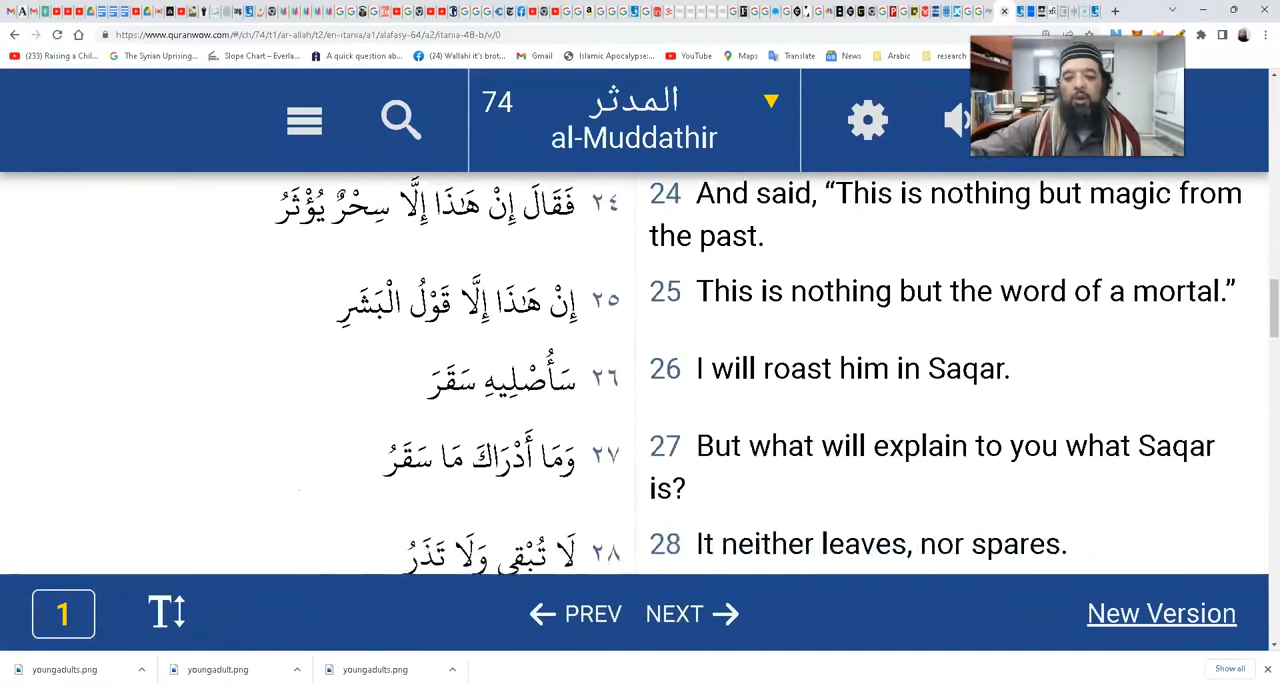 https://www.quranwow.com/#/ch/74/t1/ar-allah/t2/en-itania/a1/alafasy-64/a2/itania-48-b/v/0
(233) Raising a Chil...
The Syrian Uprising...
Slope Chart – Everla...
A quick question ab...
(24) Wallahi it's brot...
Gmail
Islamic Apocalypse:...
YouTube
Maps
Translate
News
Arabic
research
74
المدثر
al-Muddathir
٢٤ فَقَالَ إِنْ هَٰذَا إِلَّا سِحْرٌ يُؤْثَرُ
24 And said, “This is nothing but magic from
the past.
٢٥ إِنْ هَٰذَا إِلَّا قَوْلُ الْبَشَرِ
25 This is nothing but the word of a mortal.”
٢٦ سَأُصْلِيهِ سَقَرَ
26 I will roast him in Saqar.
٢٧ وَمَا أَدْرَاكَ مَا سَقَرُ
27 But what will explain to you what Saqar
is?
٢٨ لَا تُبْقِي وَلَا تَذَرُ
28 It neither leaves, nor spares.
1
T
PREV
NEXT
New Version
youngadults.png
youngadult.png
youngadults.png
Show all